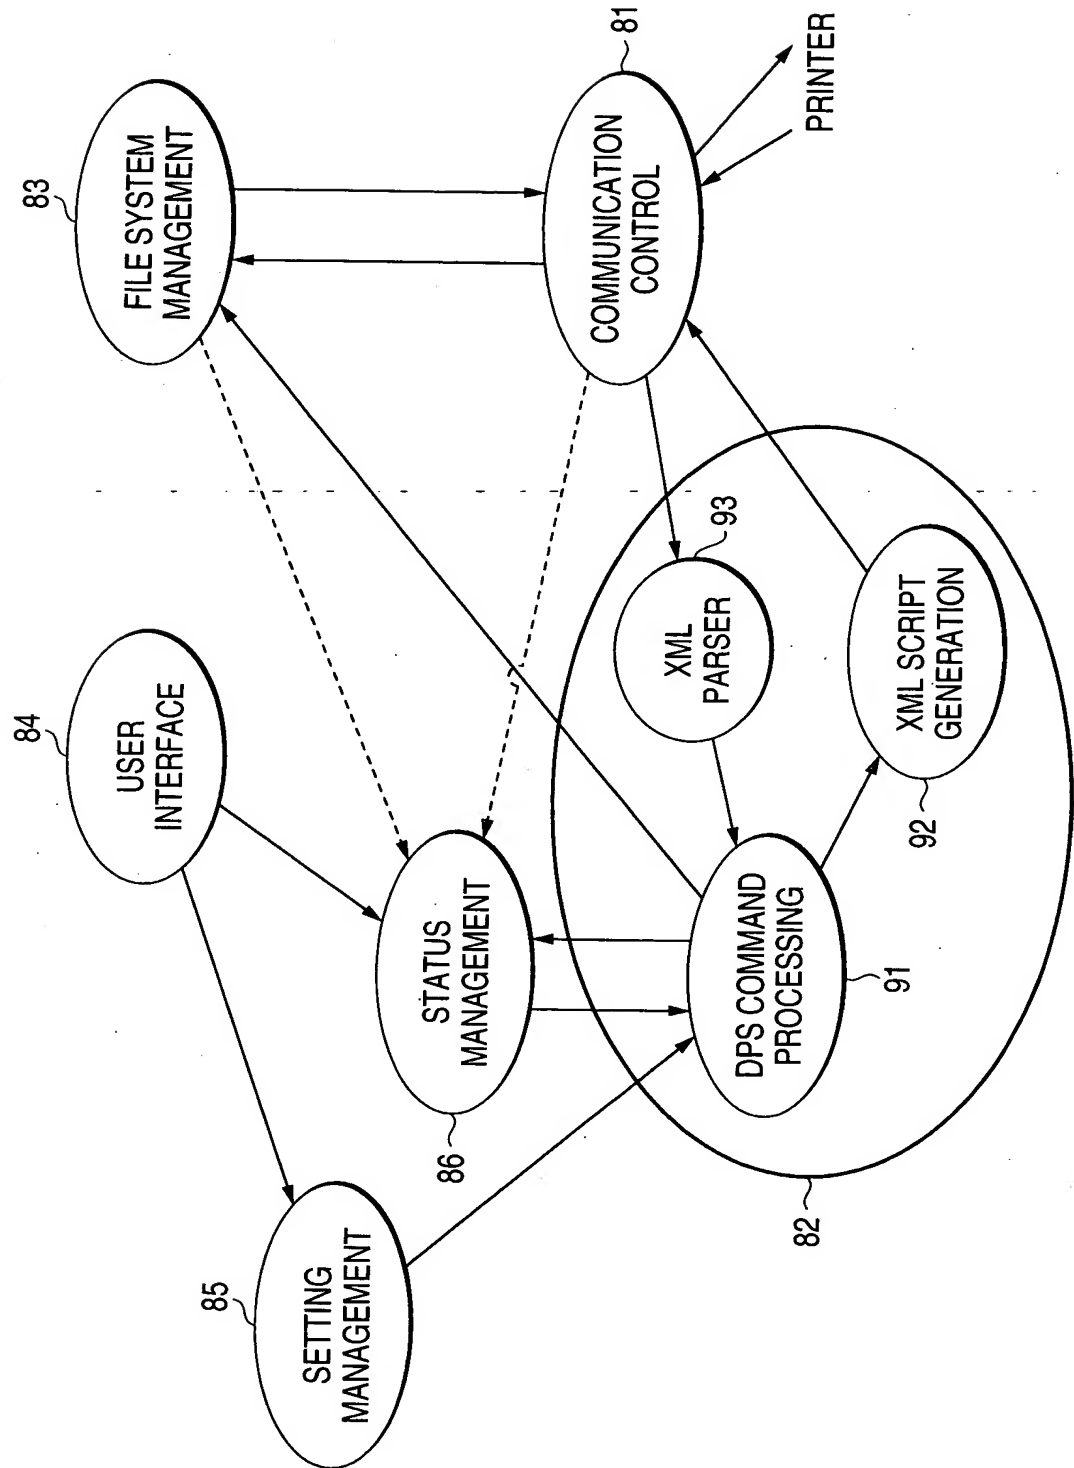 85
SETTING
MANAGEMENT
84
USER
INTERFACE
83
FILE SYSTEM
MANAGEMENT
86
STATUS
MANAGEMENT
81
COMMUNICATION
CONTROL
PRINTER
82
91
DPS COMMAND
PROCESSING
93
XML
PARSER
92
XML SCRIPT
GENERATION